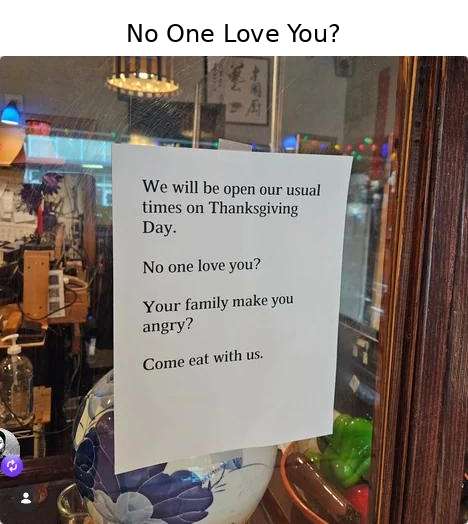 No One Love You?
We will be open our usual
times on Thanksgiving
Day.
No one love you?
Your family make you
angry?
Come eat with us.